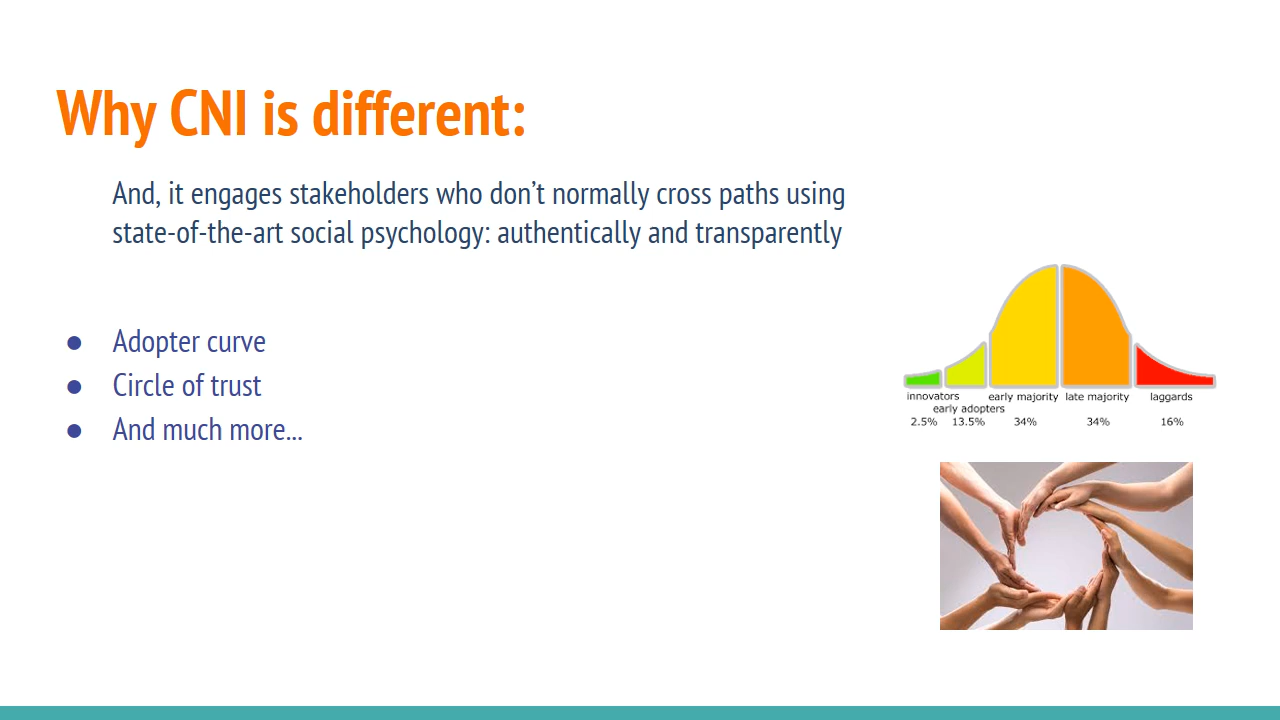 Why CNI is different:
And, it engages stakeholders who don’t normally cross paths using
state-of-the-art social psychology: authentically and transparently
● Adopter curve
● Circle of trust
● And much more...
innovators
early adopters
early majority
late majority
laggards
2.5% 13.5% 34% 34% 16%